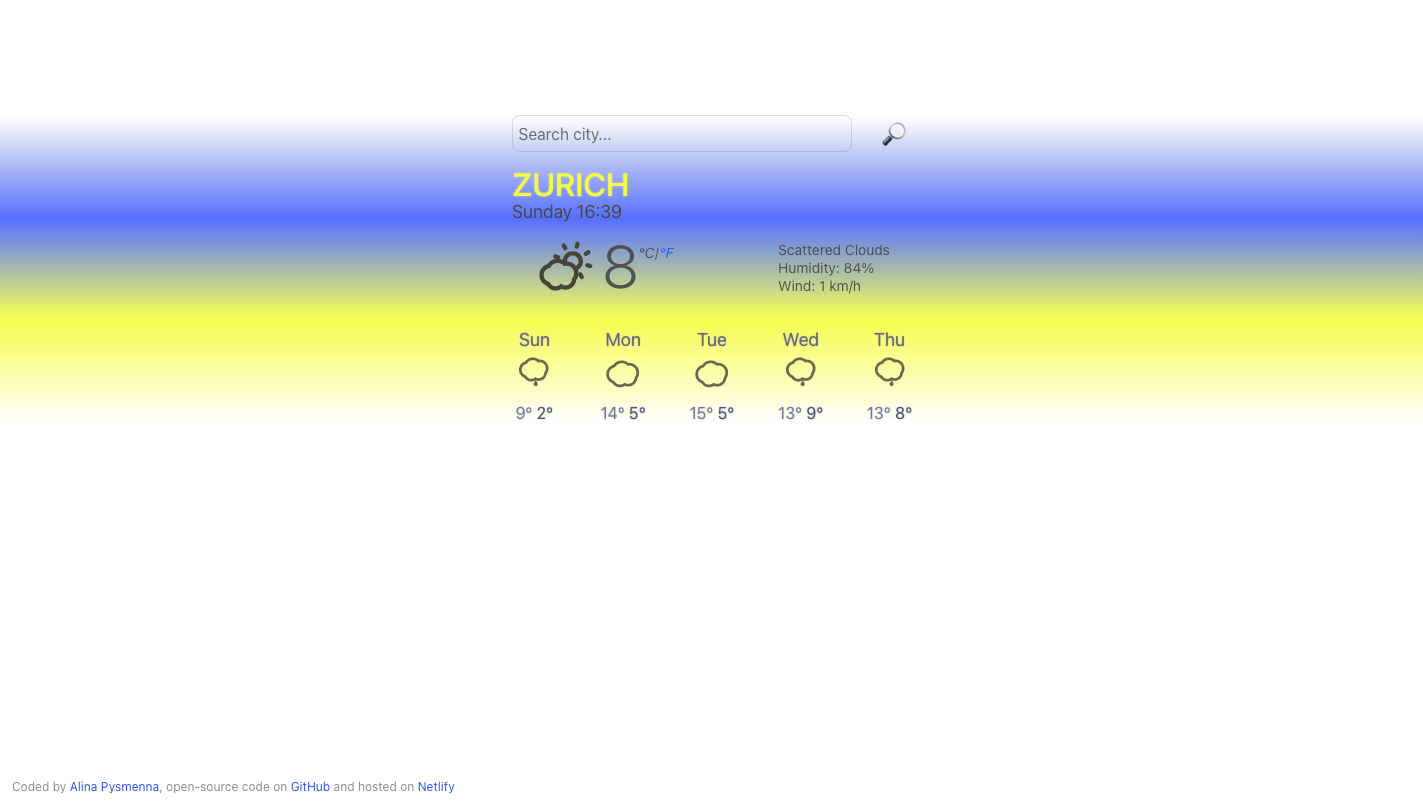 Search city...
ZURICH
Sunday 16:39
8 °C/°F
Scattered Clouds
Humidity: 84%
Wind: 1 km/h
Sun Mon Tue Wed Thu
9° 2° 14° 5° 15° 5° 13° 9° 13° 8°
Coded by Alina Pysmenna, open-source code on GitHub and hosted on Netlify